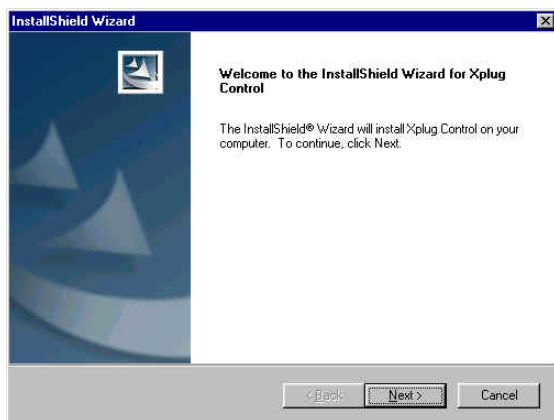 InstallShield Wizard
Welcome to the InstallShield Wizard for Xplug
Control
The InstallShield® Wizard will install Xplug Control on your
computer. To continue, click Next.
< Back
Next >
Cancel